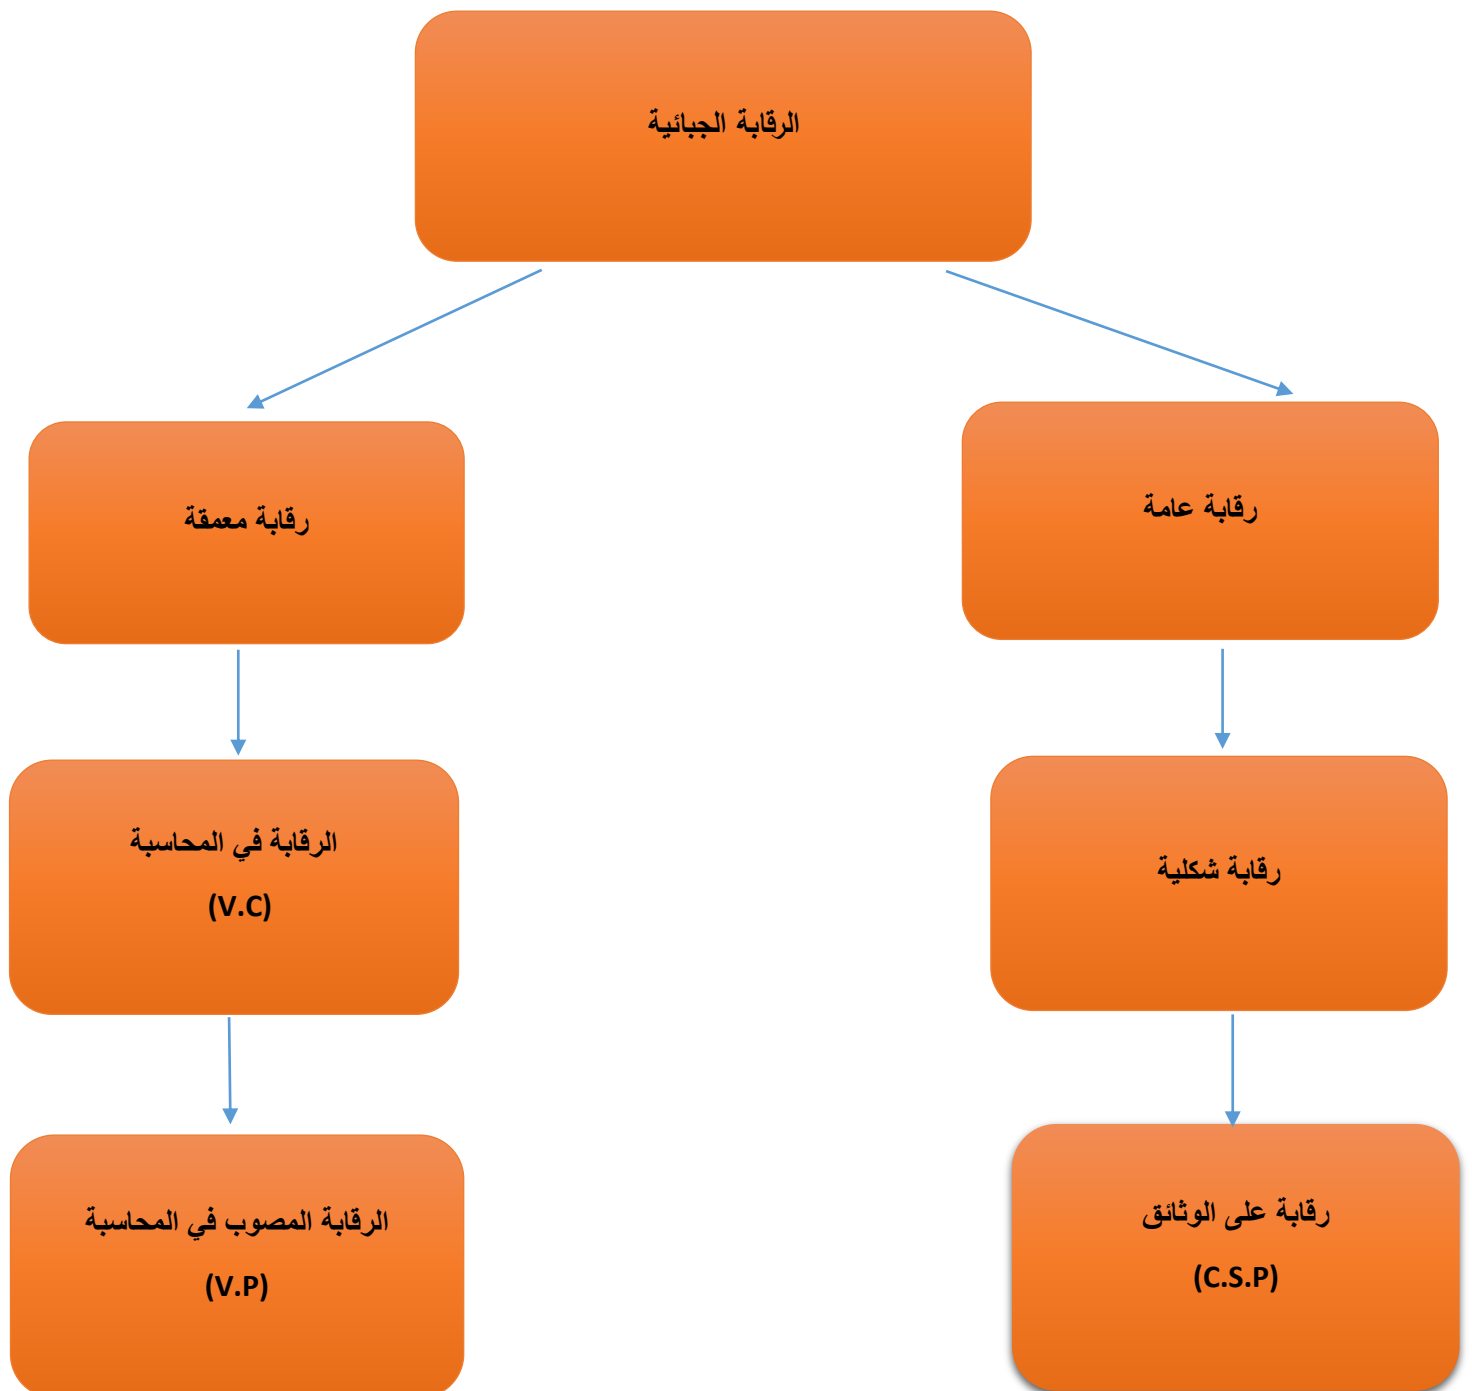 الرقابة الجبائية
رقابة عامة
رقابة معمقة
رقابة شكلية
الرقابة في المحاسبة
(V.C)
رقابة على الوثائق
(C.S.P)
الرقابة المصوب في المحاسبة
(V.P)